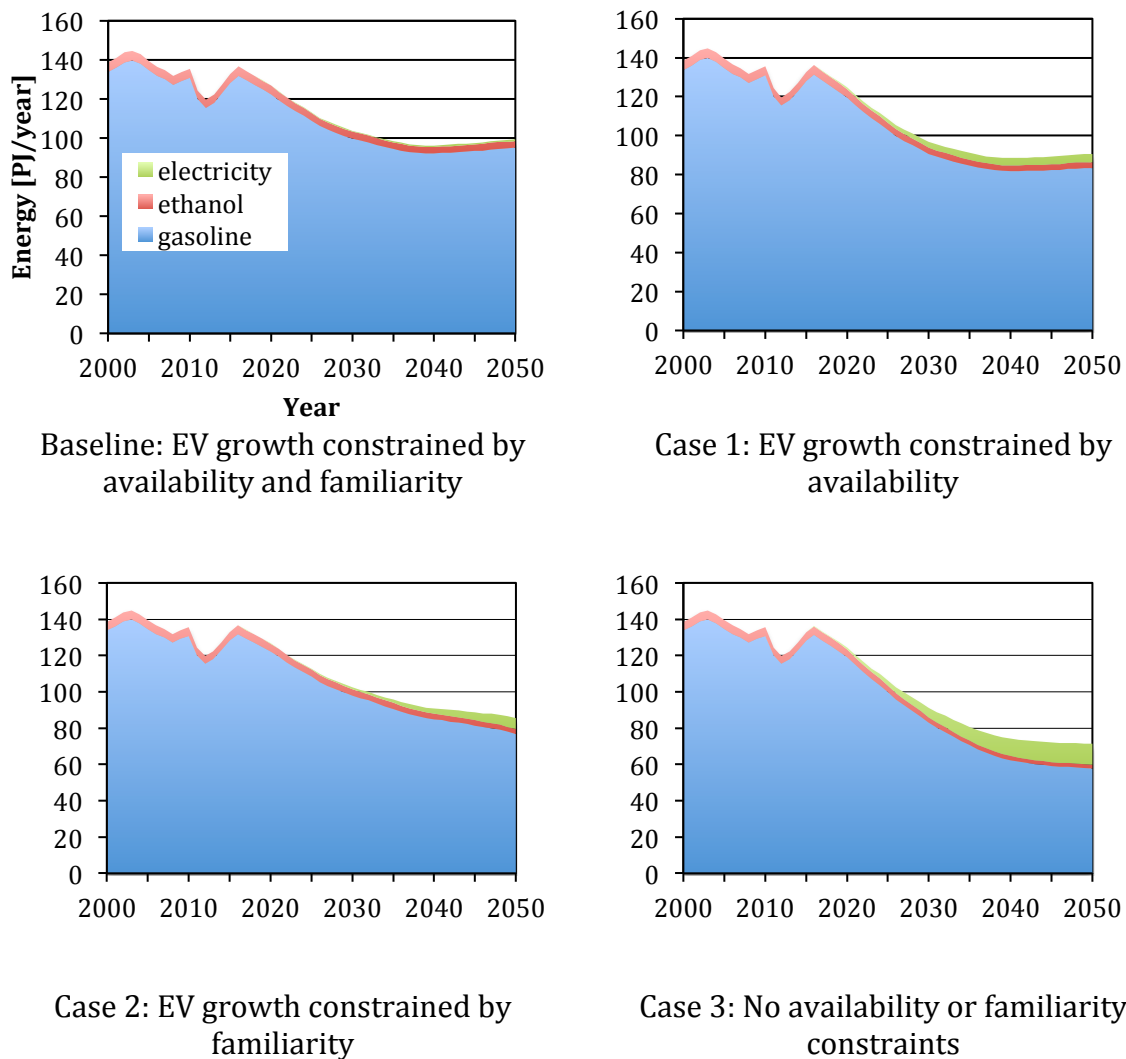 Energy [PJ/year]
160
140
120
100
80
60
40
20
0
electricity
ethanol
gasoline
2000 2010 2020 2030 2040 2050
Year
Baseline: EV growth constrained by
availability and familiarity
160
140
120
100
80
60
40
20
0
2000 2010 2020 2030 2040 2050
Case 1: EV growth constrained by
availability
160
140
120
100
80
60
40
20
0
2000 2010 2020 2030 2040 2050
Case 2: EV growth constrained by
familiarity
160
140
120
100
80
60
40
20
0
2000 2010 2020 2030 2040 2050
Case 3: No availability or familiarity
constraints